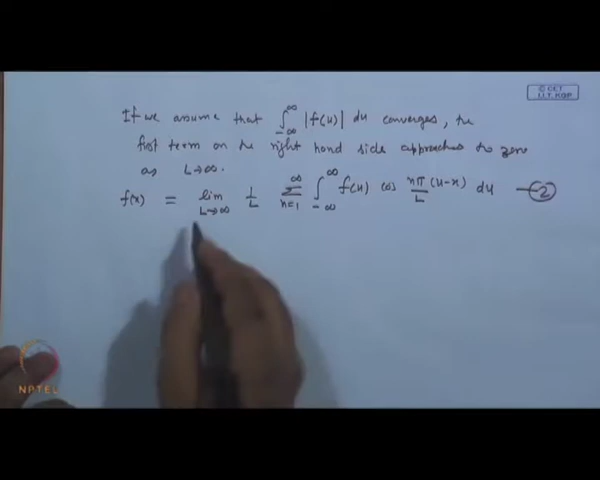 © CET
I.I.T. KGP
If we assume that ∫_{-∞}^{∞} |f(u)| du converges, the
first term on the right hand side approaches to zero
as L→∞.
f(x) = lim_{L→∞} 1/L ∑_{n=1}^{∞} ∫_{-∞}^{∞} f(u) cos nπ/L (u-x) du —②
NPTEL